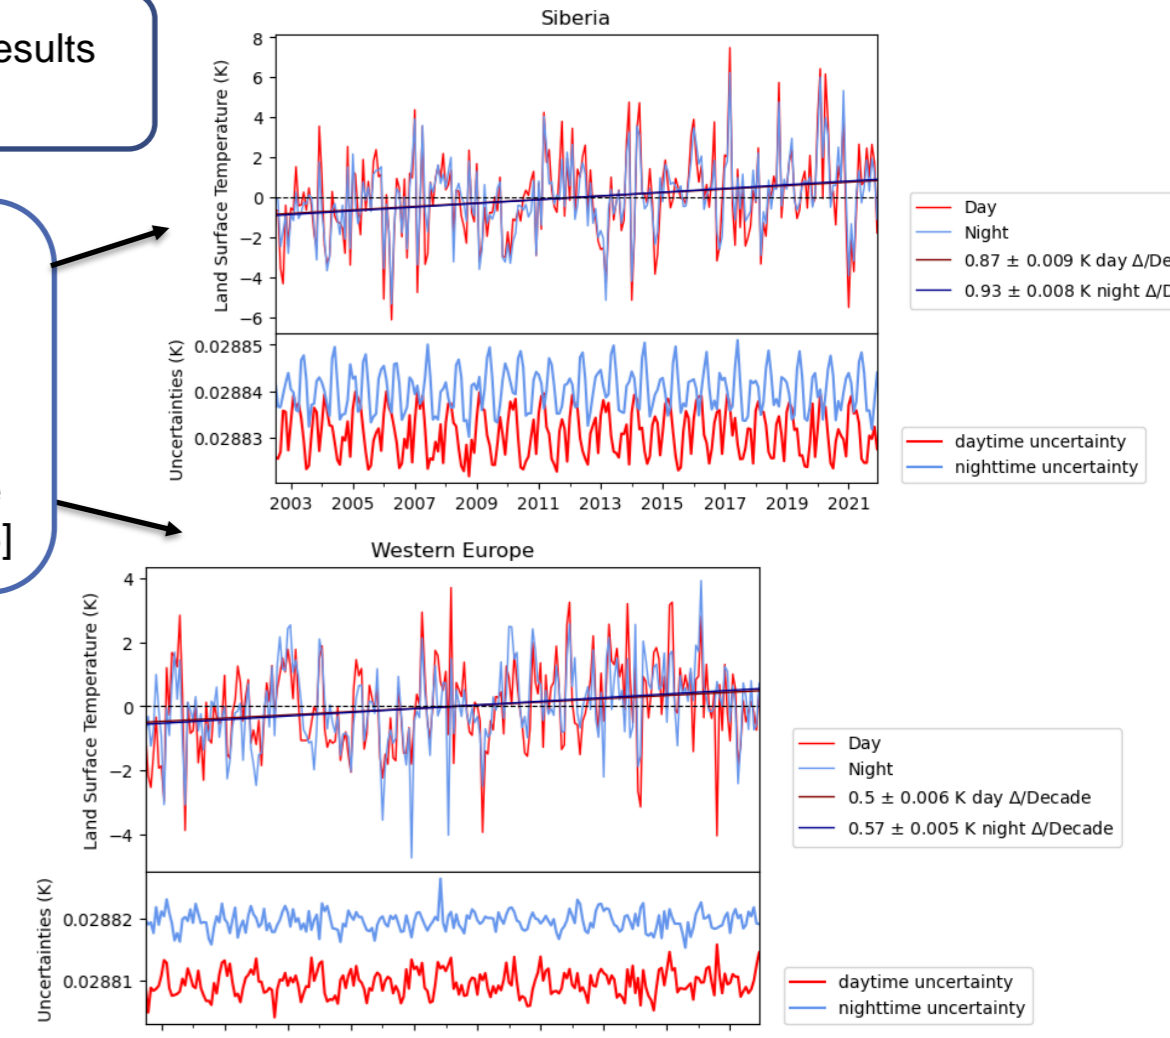 esults
]
Siberia
Land Surface Temperature (K)
8
6
4
2
0
−2
−4
−6
Day
Night
0.87 ± 0.009 K day Δ/De
0.93 ± 0.008 K night Δ/D
Uncertainties (K)
0.02885
0.02884
0.02883
daytime uncertainty
nighttime uncertainty
2003 2005 2007 2009 2011 2013 2015 2017 2019 2021
Western Europe
Land Surface Temperature (K)
4
2
0
−2
−4
Day
Night
0.5 ± 0.006 K day Δ/Decade
0.57 ± 0.005 K night Δ/Decade
Uncertainties (K)
0.02882
0.02881
daytime uncertainty
nighttime uncertainty